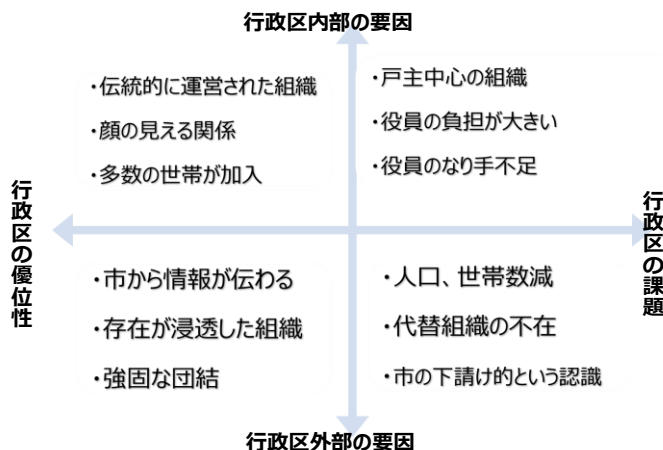 行政区内部の要因
・伝統的に運営された組織
・顔の見える関係
・多数の世帯が加入
・戸主中心の組織
・役員の負担が大きい
・役員のなり手不足
行政区の優位性
行政区の課題
・市から情報が伝わる
・存在が浸透した組織
・強固な団結
・人口、世帯数減
・代替組織の不在
・市の下請け的という認識
行政区外部の要因